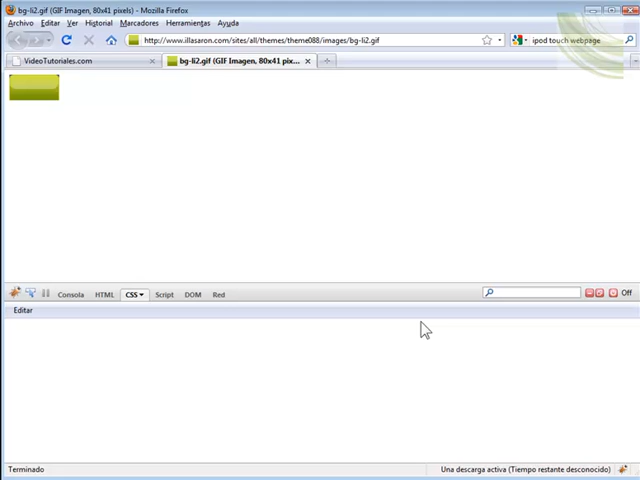 bg-li2.gif (GIF Imagen, 80x41 pixels) - Mozilla Firefox
Archivo Editar Ver Historial Marcadores Herramientas Ayuda
http://www.illasaron.com/sites/all/themes/theme088/images/bg-li2.gif
ipod touch webpage
VideoTutoriales.com
bg-li2.gif (GIF Imagen, 80x41 pix...
Consola HTML CSS Script DOM Red
Off
Editar
Terminado
Una descarga activa (Tiempo restante desconocido)